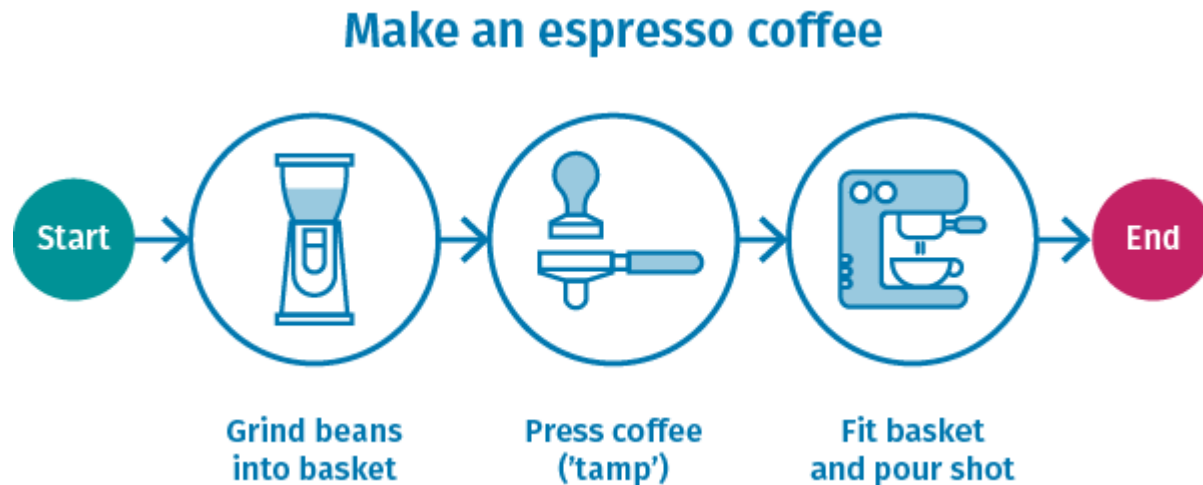 Make an espresso coffee
Start
End
Grind beans
into basket
Press coffee
(’tamp’)
Fit basket
and pour shot